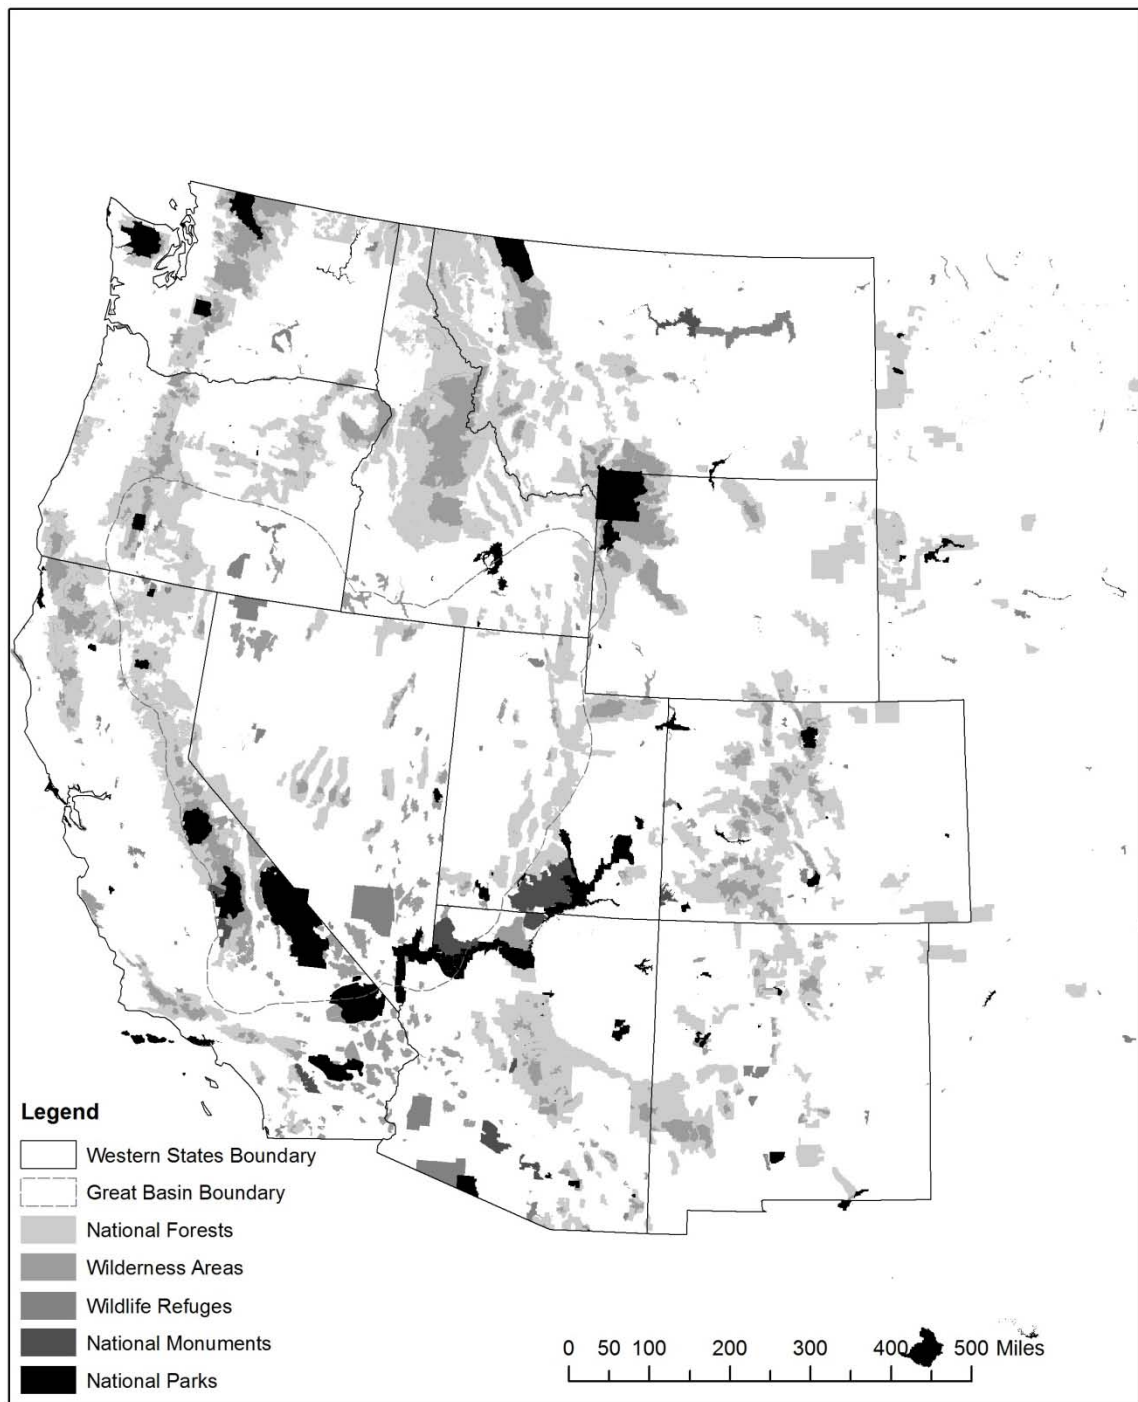 Legend
Western States Boundary
Great Basin Boundary
National Forests
Wilderness Areas
Wildlife Refuges
National Monuments
National Parks
0 50 100 200 300 400 500 Miles